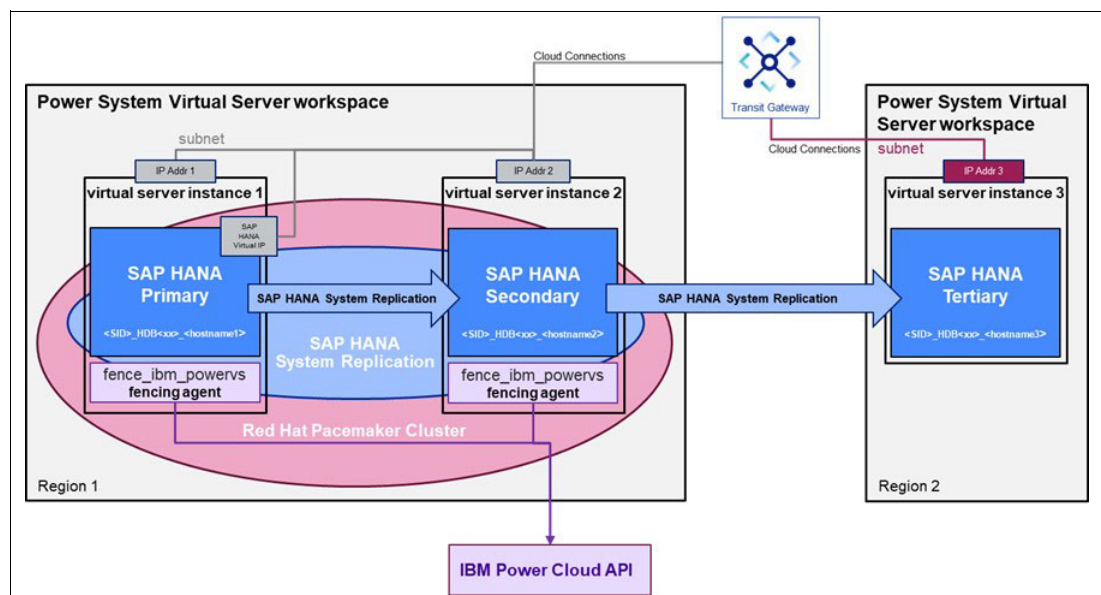 Cloud Connections
Transit Gateway
Power System Virtual Server workspace
subnet
IP Addr 1
IP Addr 2
virtual server instance 1
virtual server instance 2
SAP
HANA
Virtual IP
SAP HANA
Primary
<SID>_HDB<xx>_<hostname1>
SAP HANA System Replication
SAP HANA
Secondary
<SID>_HDB<xx>_<hostname2>
SAP HANA
System Replication
fence_ibm_powervs
fencing agent
fence_ibm_powervs
fencing agent
Red Hat Pacemaker Cluster
Region 1
SAP HANA System Replication
Power System Virtual
Server workspace
Cloud Connections
subnet
IP Addr 3
virtual server instance 3
SAP HANA
Tertiary
<SID>_HDB<xx>_<hostname3>
Region 2
IBM Power Cloud API